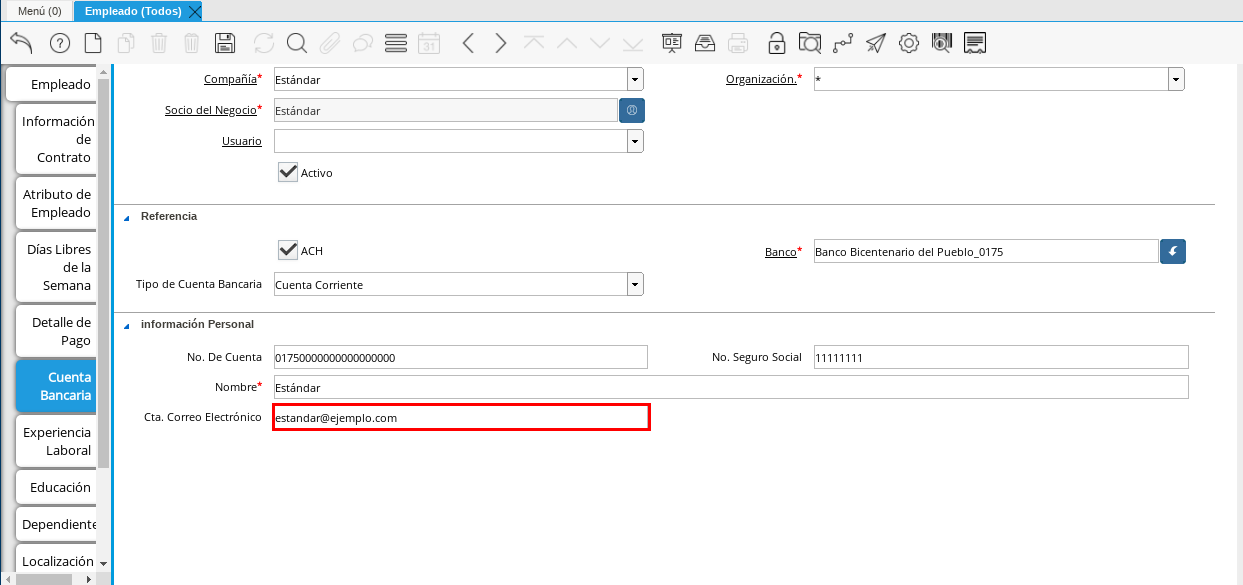 Menú (0)
Empleado (Todos)
31
Empleado
Información
de
Contrato
Atributo de
Empleado
Días Libres
de la
Semana
Detalle de
Pago
Cuenta
Bancaria
Experiencia
Laboral
Educación
Dependiente
Localización
Compañía* Estándar
Organización.* *
Socio del Negocio* Estándar
Usuario
Activo
Referencia
ACH
Banco* Banco Bicentenario del Pueblo_0175
Tipo de Cuenta Bancaria Cuenta Corriente
información Personal
No. De Cuenta 01750000000000000000
No. Seguro Social 11111111
Nombre* Estándar
Cta. Correo Electrónico estandar@ejemplo.com